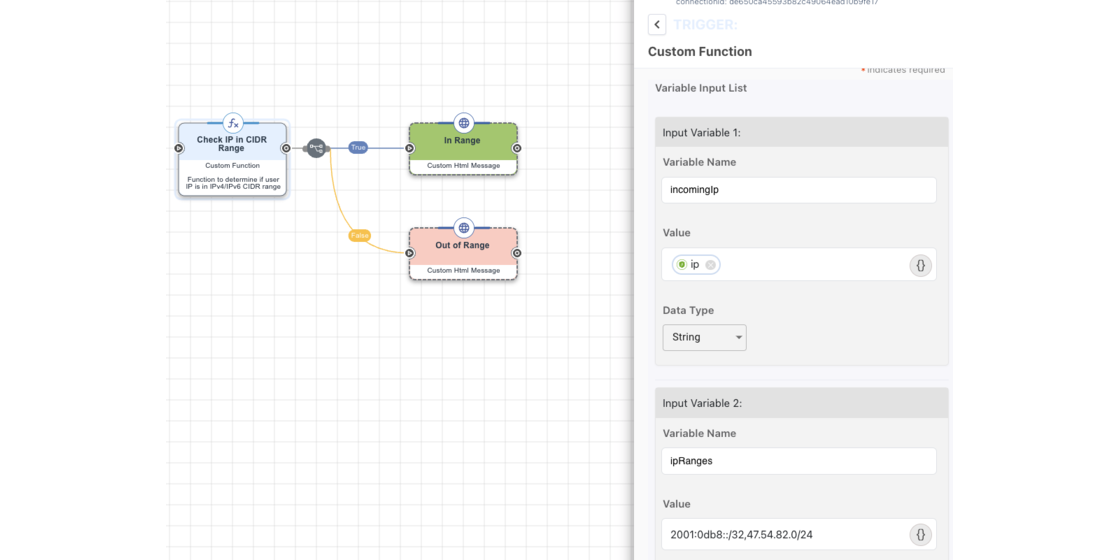 connectionId: de650ca45593b82c49064ead10b9fe17
TRIGGER:
Custom Function
* Indicates required
Variable Input List
Input Variable 1:
Variable Name
incomingIp
Value
ip
{}
Data Type
String
Input Variable 2:
Variable Name
ipRanges
Value
2001:0db8::/32,47.54.82.0/24
{}
fx
Check IP in CIDR
Range
Custom Function
Function to determine if user
IP is in IPv4/IPv6 CIDR range
True
False
In Range
Custom Html Message
Out of Range
Custom Html Message